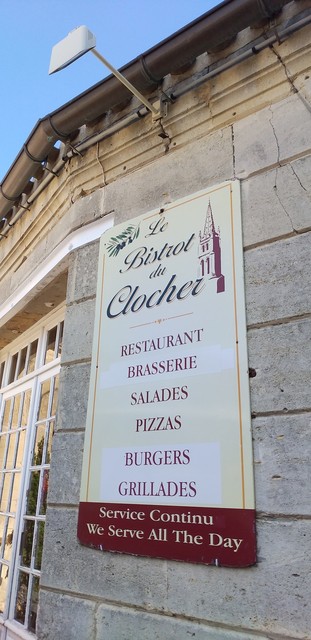 Le
Bistrot
du
Clocher
RESTAURANT
BRASSERIE
SALADES
PIZZAS
BURGERS
GRILLADES
Service Continu
We Serve All The Day